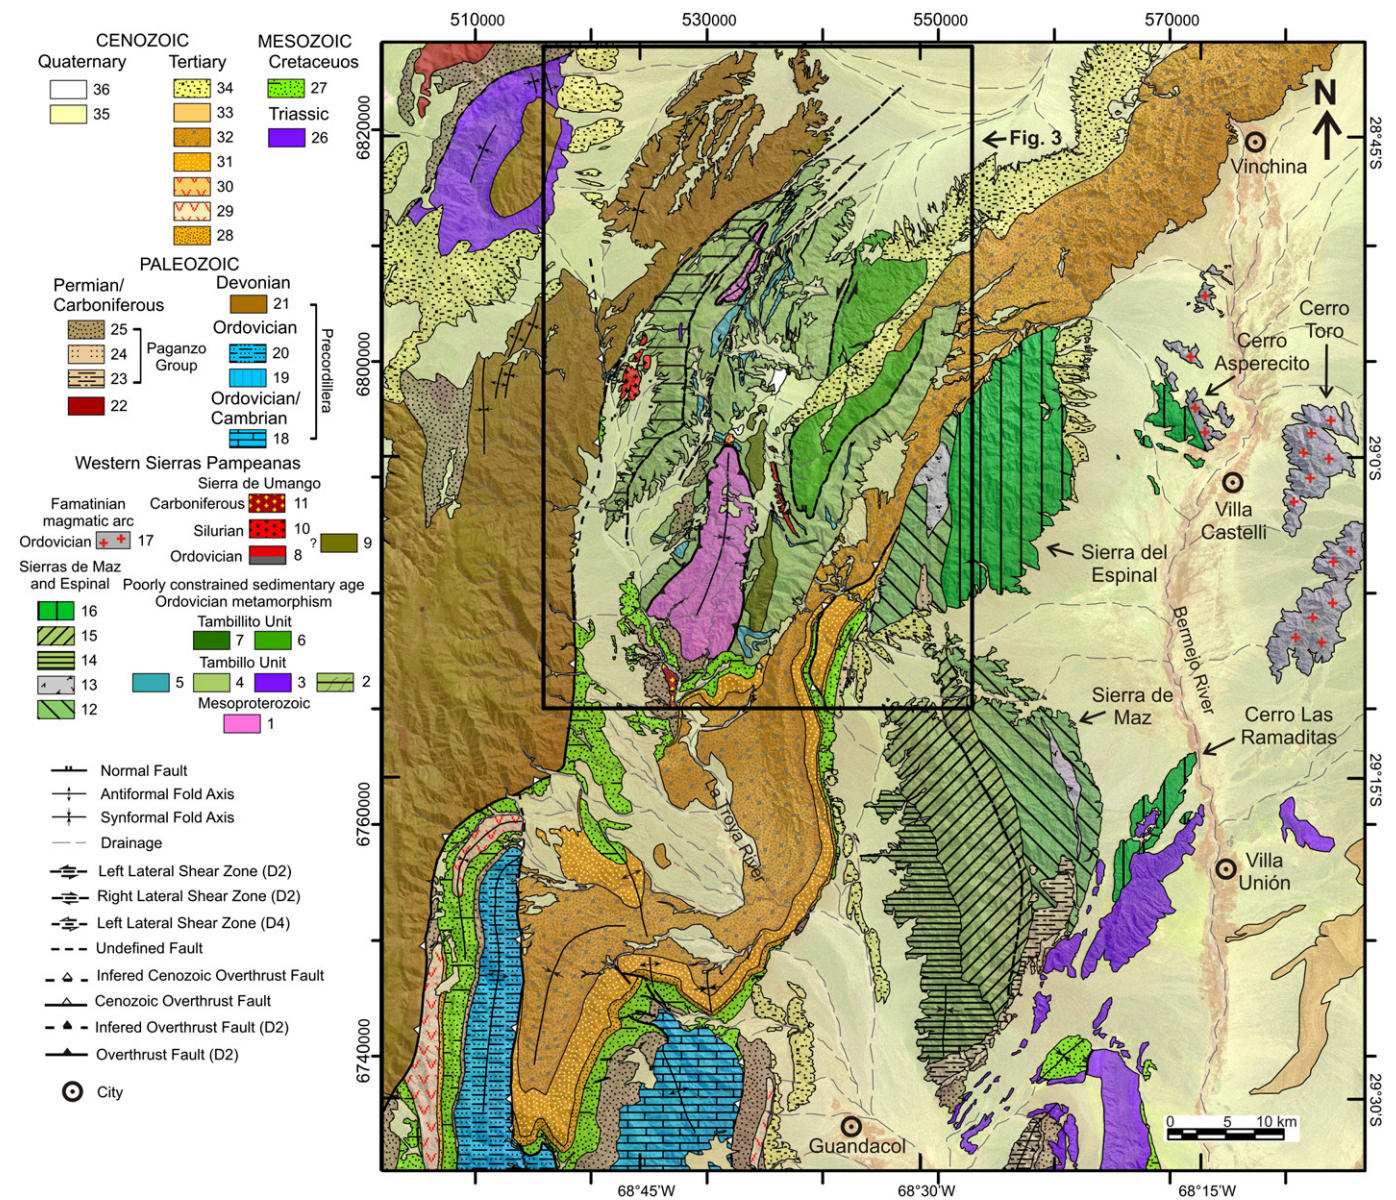 510000 530000 550000 570000
CENOZOIC MESOZOIC
Quaternary Tertiary Cretaceuos
36 34 27
35 33 Triassic
32 26
31
30
29
28
PALEOZOIC
Permian/ Devonian
Carboniferous 21
25 Ordovician
24 Paganzo 20
23 Group 19
22 Ordovician/
Cambrian
18
Precordillera
Western Sierras Pampeanas
Sierra de Umango
Famatinian Carboniferous 11
magmatic arc Silurian 10
Ordovician 17 ? 9
Ordovician 8
Sierras de Maz
and Espinal
Poorly constrained sedimentary age
Ordovician metamorphism
16 Tambillito Unit
15 7 6
14 Tambillo Unit
13 5 4 3 2
12 Mesoproterozoic
1
Normal Fault
Antiformal Fold Axis
Synformal Fold Axis
Drainage
Left Lateral Shear Zone (D2)
Right Lateral Shear Zone (D2)
Left Lateral Shear Zone (D4)
Undefined Fault
Infered Cenozoic Overthrust Fault
Cenozoic Overthrust Fault
Infered Overthrust Fault (D2)
Overthrust Fault (D2)
City
6820000
6800000
6760000
6740000
N
Fig. 3
Vinchina
Cerro
Toro
Cerro
Asperecito
Villa
Castelli
Sierra del
Espinal
Bermejo River
Sierra de
Maz
Cerro Las
Ramaditas
La Troya River
Villa
Unión
Guandacol
0 5 10 km
28°45'S
29°0'S
29°15'S
29°30'S
68°45'W 68°30'W 68°15'W